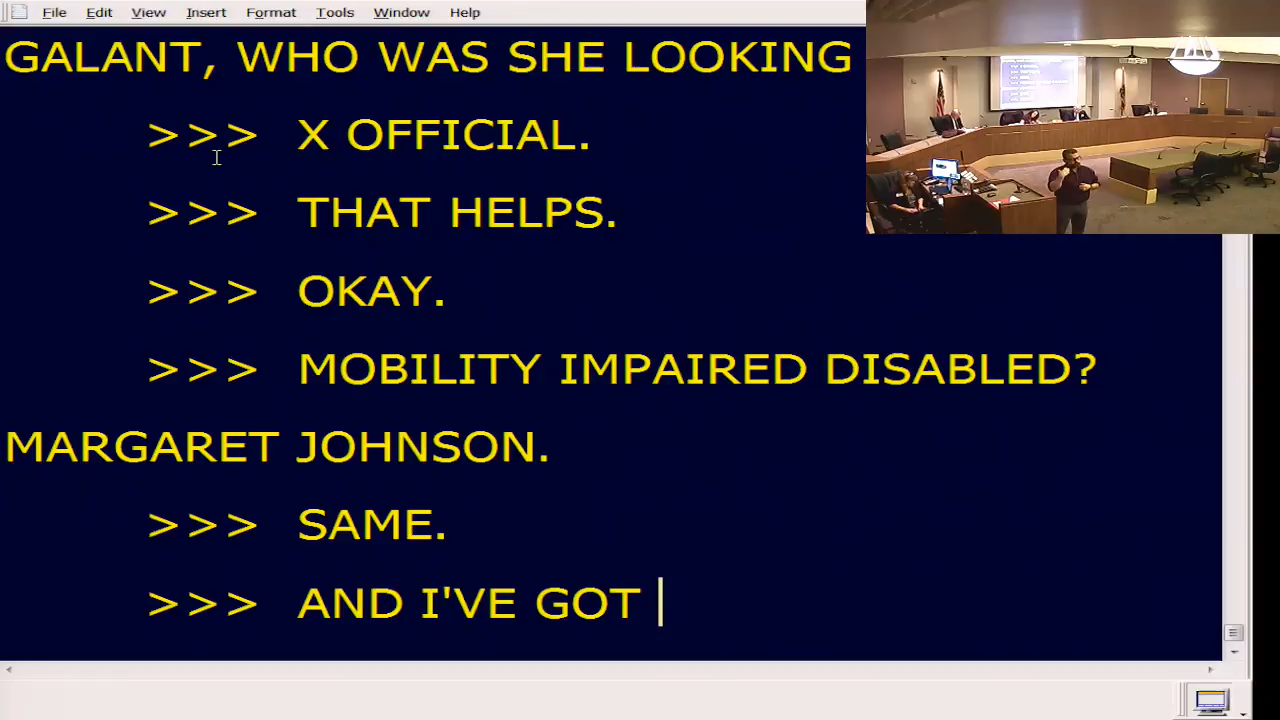 File Edit View Insert Format Tools Window Help
GALANT, WHO WAS SHE LOOKING
>>> X OFFICIAL.
>>> THAT HELPS.
>>> OKAY.
>>> MOBILITY IMPAIRED DISABLED?
MARGARET JOHNSON.
>>> SAME.
>>> AND I'VE GOT